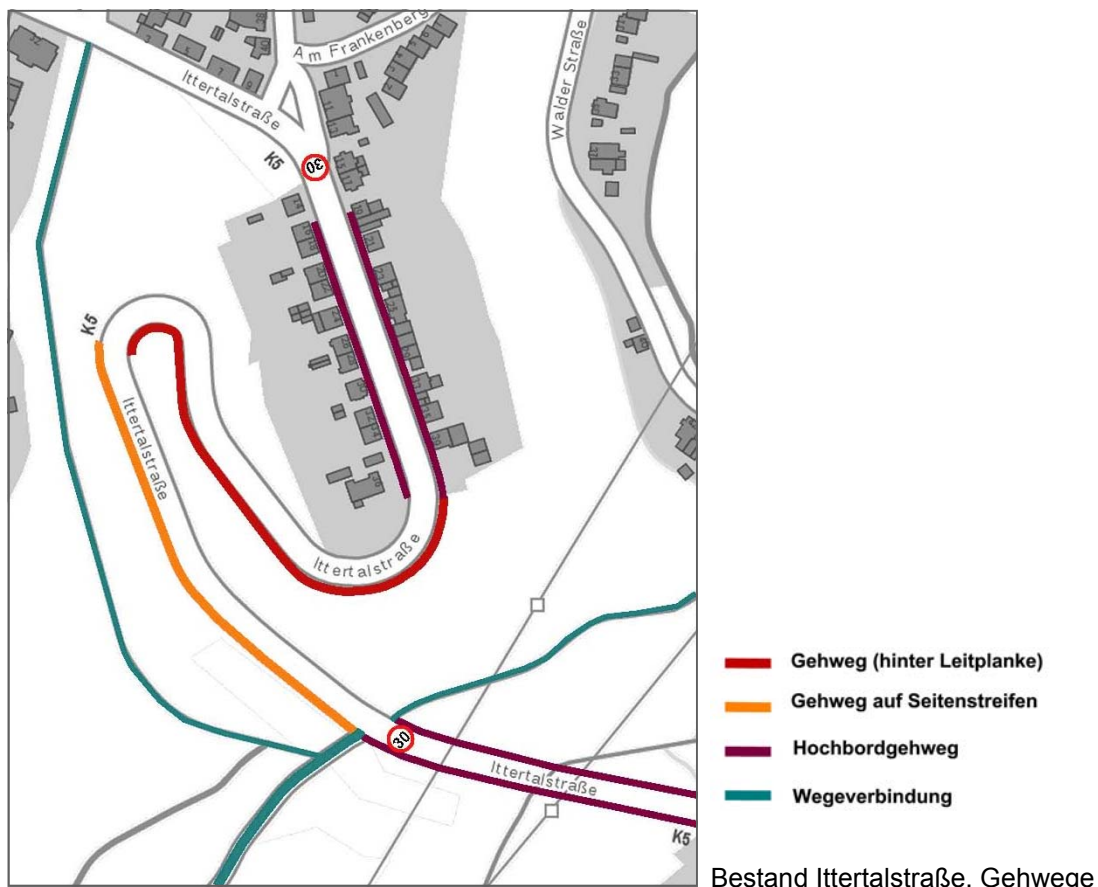 Am Frankenberg
Ittertalstraße
Walder Straße
K5
30
K5
Ittertalstraße
Ittertalstraße
30
Ittertalstraße
K5
Gehweg (hinter Leitplanke)
Gehweg auf Seitenstreifen
Hochbordgehweg
Wegeverbindung
Bestand Ittertalstraße, Gehwege